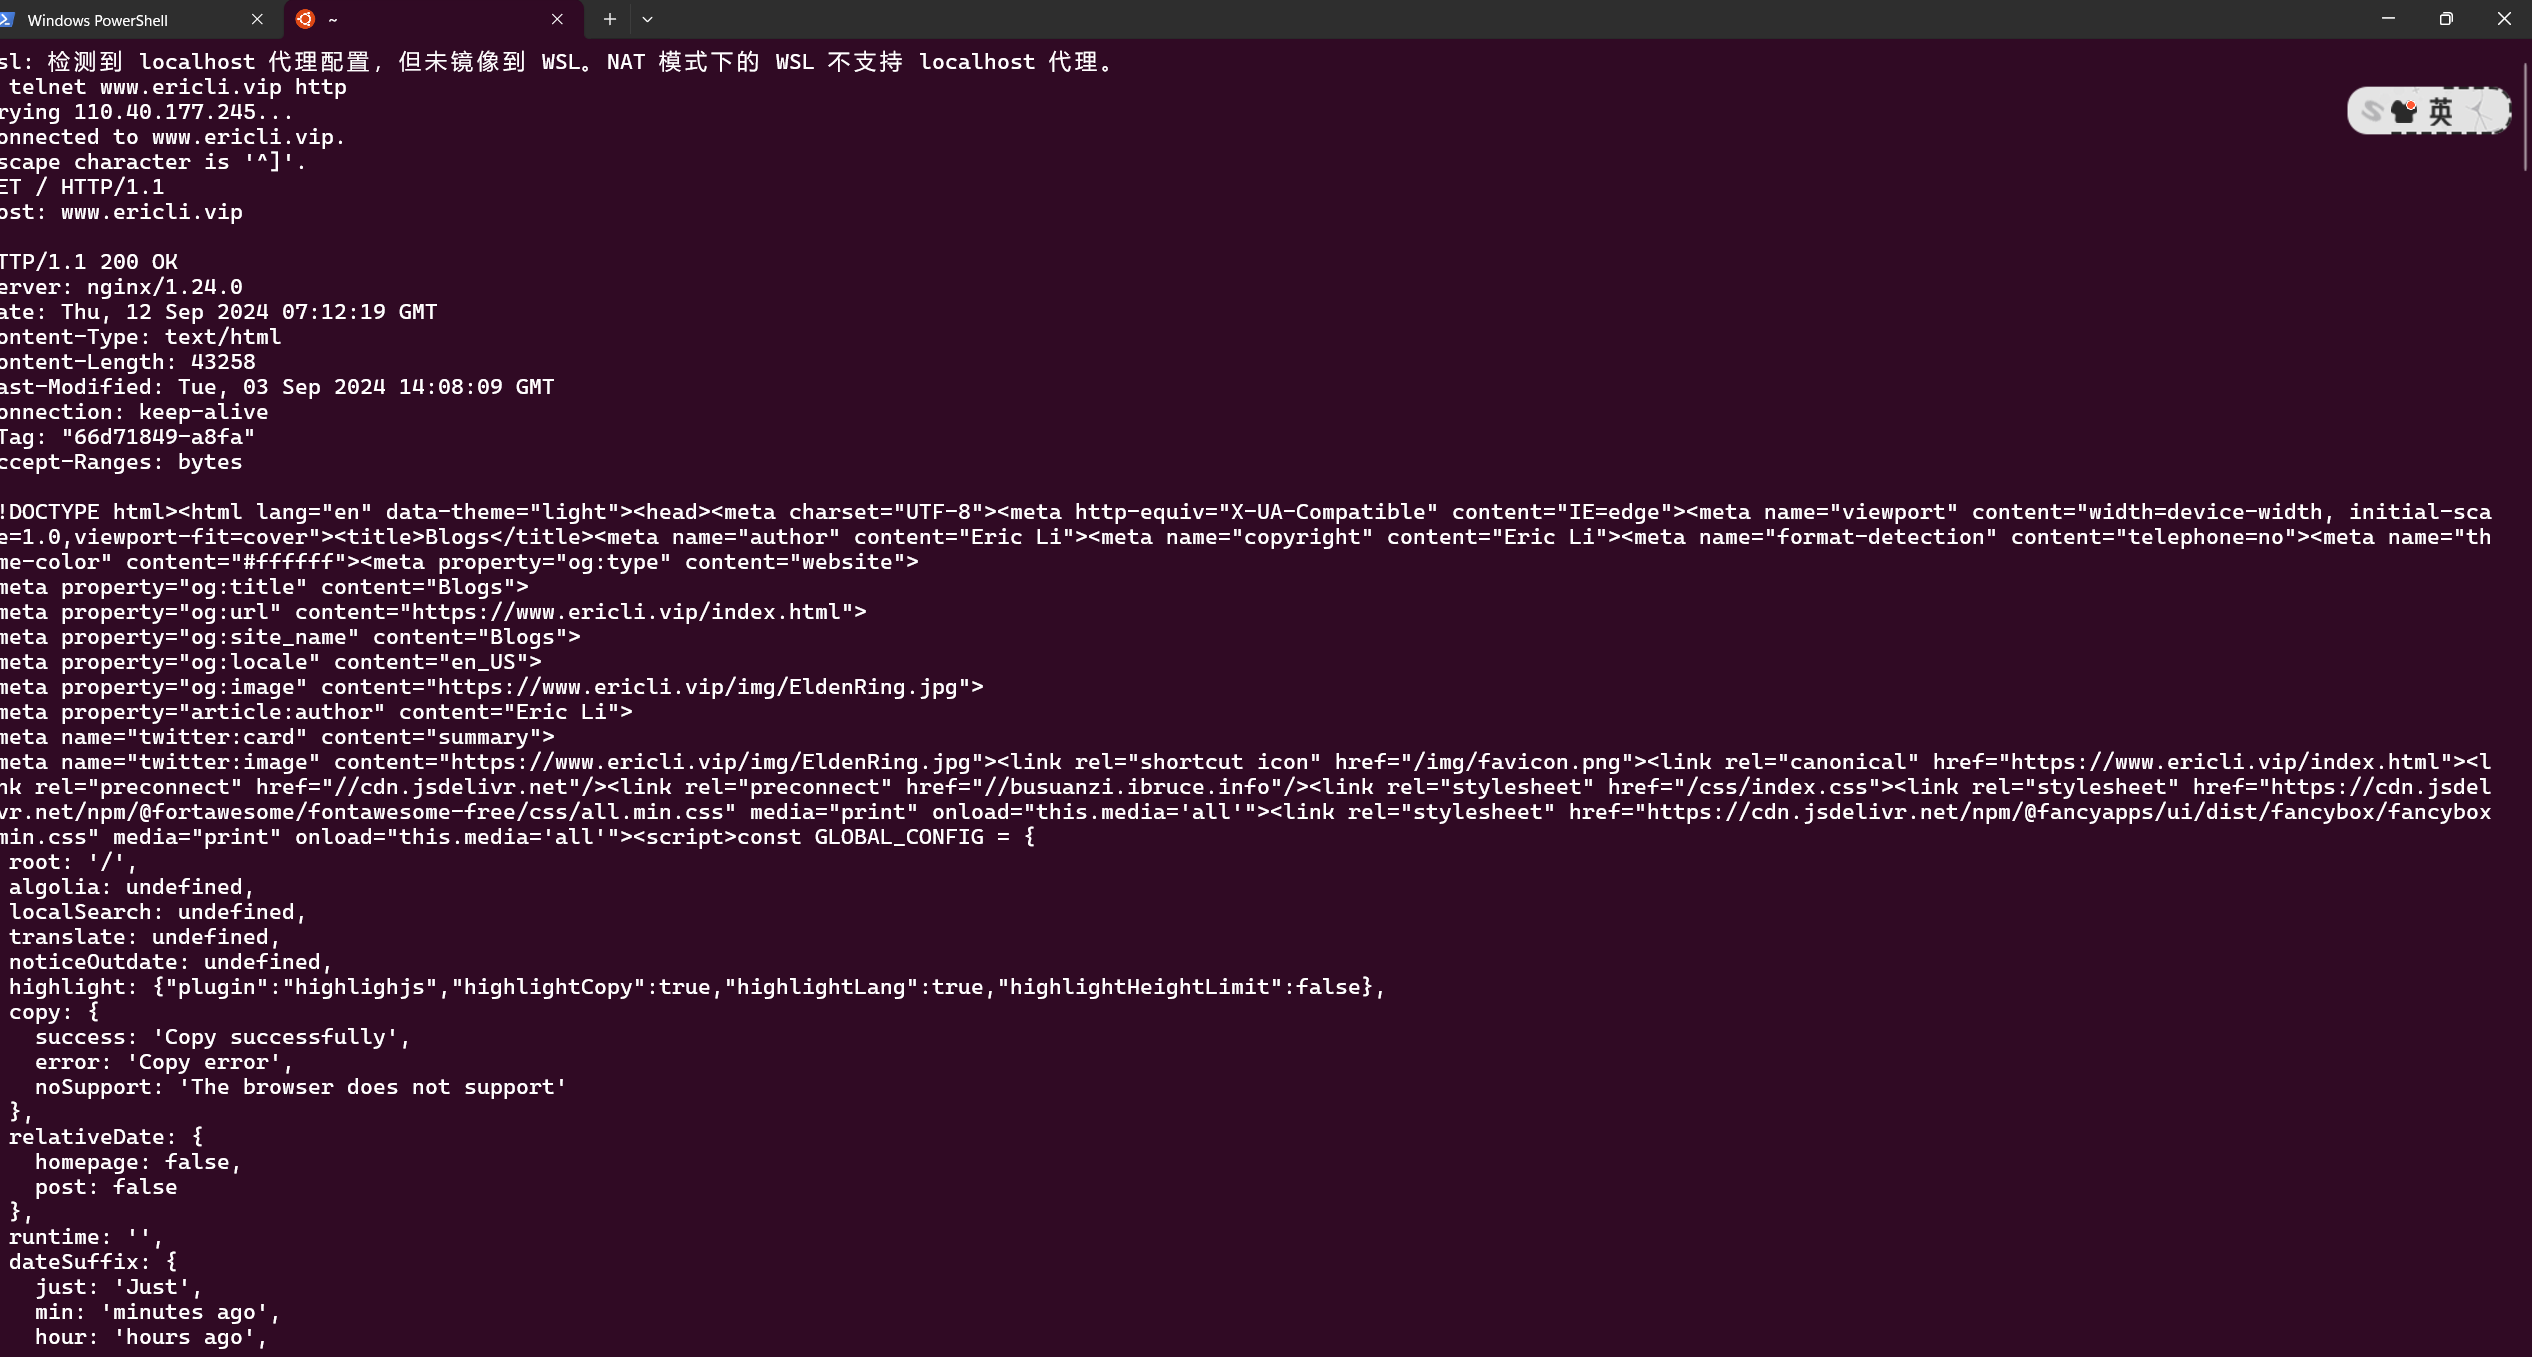 Windows PowerShell
~
sl: 检测到 localhost 代理配置，但未镜像到 WSL。NAT 模式下的 WSL 不支持 localhost 代理。
telnet www.ericli.vip http
rying 110.40.177.245...
onnected to www.ericli.vip.
scape character is '^]'.
ET / HTTP/1.1
ost: www.ericli.vip
英
TTP/1.1 200 OK
erver: nginx/1.24.0
ate: Thu, 12 Sep 2024 07:12:19 GMT
ontent-Type: text/html
ontent-Length: 43258
ast-Modified: Tue, 03 Sep 2024 14:08:09 GMT
onnection: keep-alive
Tag: "66d71849-a8fa"
ccept-Ranges: bytes
!DOCTYPE html><html lang="en" data-theme="light"><head><meta charset="UTF-8"><meta http-equiv="X-UA-Compatible" content="IE=edge"><meta name="viewport" content="width=device-width, initial-sca
e=1.0,viewport-fit=cover"><title>Blogs</title><meta name="author" content="Eric Li"><meta name="copyright" content="Eric Li"><meta name="format-detection" content="telephone=no"><meta name="th
me-color" content="#ffffff"><meta property="og:type" content="website">
meta property="og:title" content="Blogs">
meta property="og:url" content="https://www.ericli.vip/index.html">
meta property="og:site_name" content="Blogs">
meta property="og:locale" content="en_US">
meta property="og:image" content="https://www.ericli.vip/img/EldenRing.jpg">
meta property="article:author" content="Eric Li">
meta name="twitter:card" content="summary">
meta name="twitter:image" content="https://www.ericli.vip/img/EldenRing.jpg"><link rel="shortcut icon" href="/img/favicon.png"><link rel="canonical" href="https://www.ericli.vip/index.html"><l
nk rel="preconnect" href="//cdn.jsdelivr.net"/><link rel="preconnect" href="//busuanzi.ibruce.info"/><link rel="stylesheet" href="/css/index.css"><link rel="stylesheet" href="https://cdn.jsdel
vr.net/npm/@fortawesome/fontawesome-free/css/all.min.css" media="print" onload="this.media='all'"><link rel="stylesheet" href="https://cdn.jsdelivr.net/npm/@fancyapps/ui/dist/fancybox/fancybox
min.css" media="print" onload="this.media='all'"><script>const GLOBAL_CONFIG = {
root: '/',
algolia: undefined,
localSearch: undefined,
translate: undefined,
noticeOutdate: undefined,
highlight: {"plugin":"highlighjs","highlightCopy":true,"highlightLang":true,"highlightHeightLimit":false},
copy: {
success: 'Copy successfully',
error: 'Copy error',
noSupport: 'The browser does not support'
},
relativeDate: {
homepage: false,
post: false
},
runtime: '',
dateSuffix: {
just: 'Just',
min: 'minutes ago',
hour: 'hours ago',